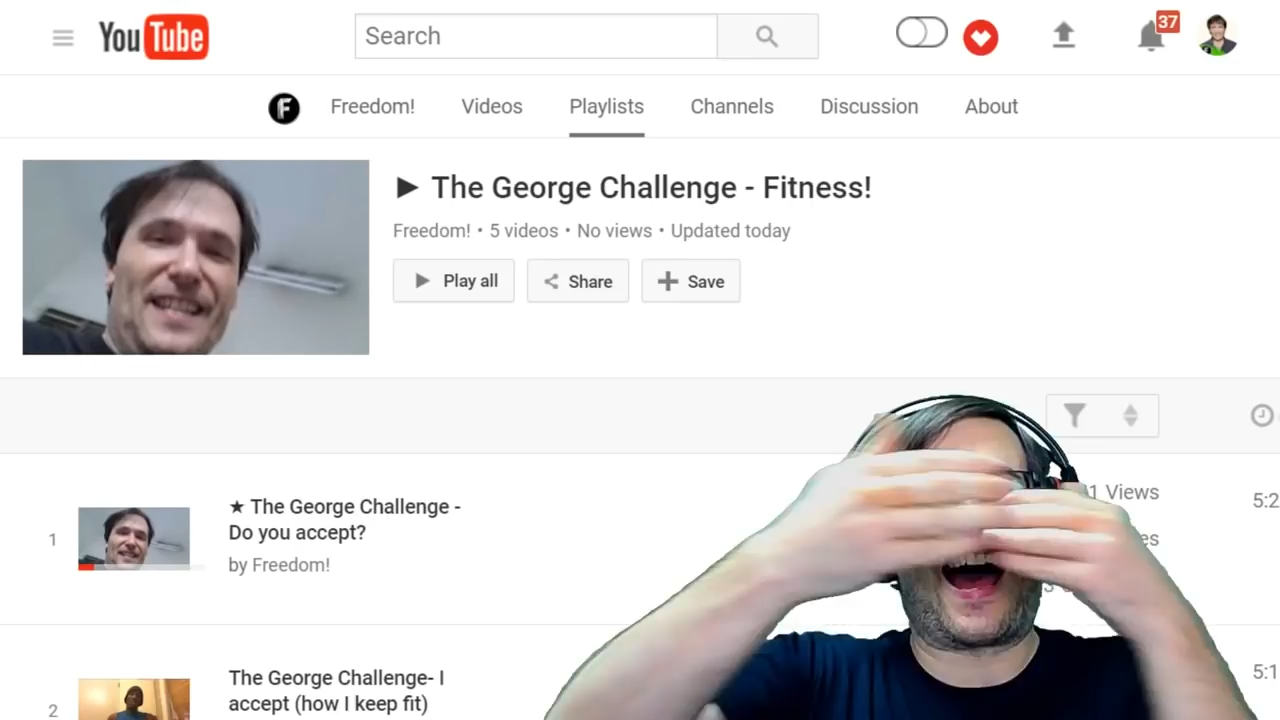 You Tube
Search
37
Freedom! Videos Playlists Channels Discussion About
► The George Challenge - Fitness!
Freedom! • 5 videos • No views • Updated today
Play all Share Save
1
★ The George Challenge -
Do you accept?
by Freedom!
Views
2
The George Challenge- I
accept (how I keep fit)